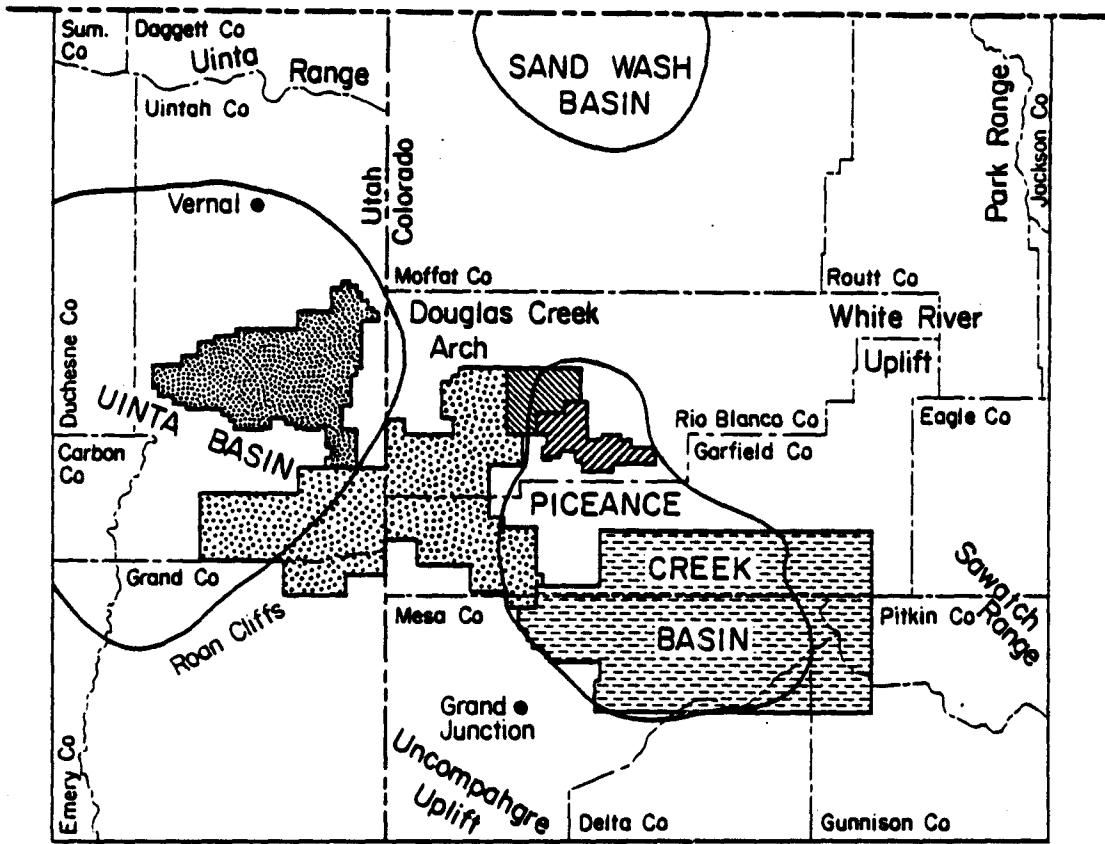 Sum.
Co
Daggett Co
Uinta
Range
Uintah Co
SAND WASH
BASIN
Park Range
Jackson Co
Utah
Colorado
Vernal
Moffat Co
Routt Co
Duchesne Co
Douglas Creek
Arch
White River
Uplift
UINTA
BASIN
Rio Blanco Co
Garfield Co
Eagle Co
Carbon
Co
PICEANCE
CREEK
BASIN
Grand Co
Roan Cliffs
Mesa Co
Pitkin Co
Sawatch
Range
Grand
Junction
Uncompahgre
Uplift
Emery Co
Delta Co
Gunnison Co